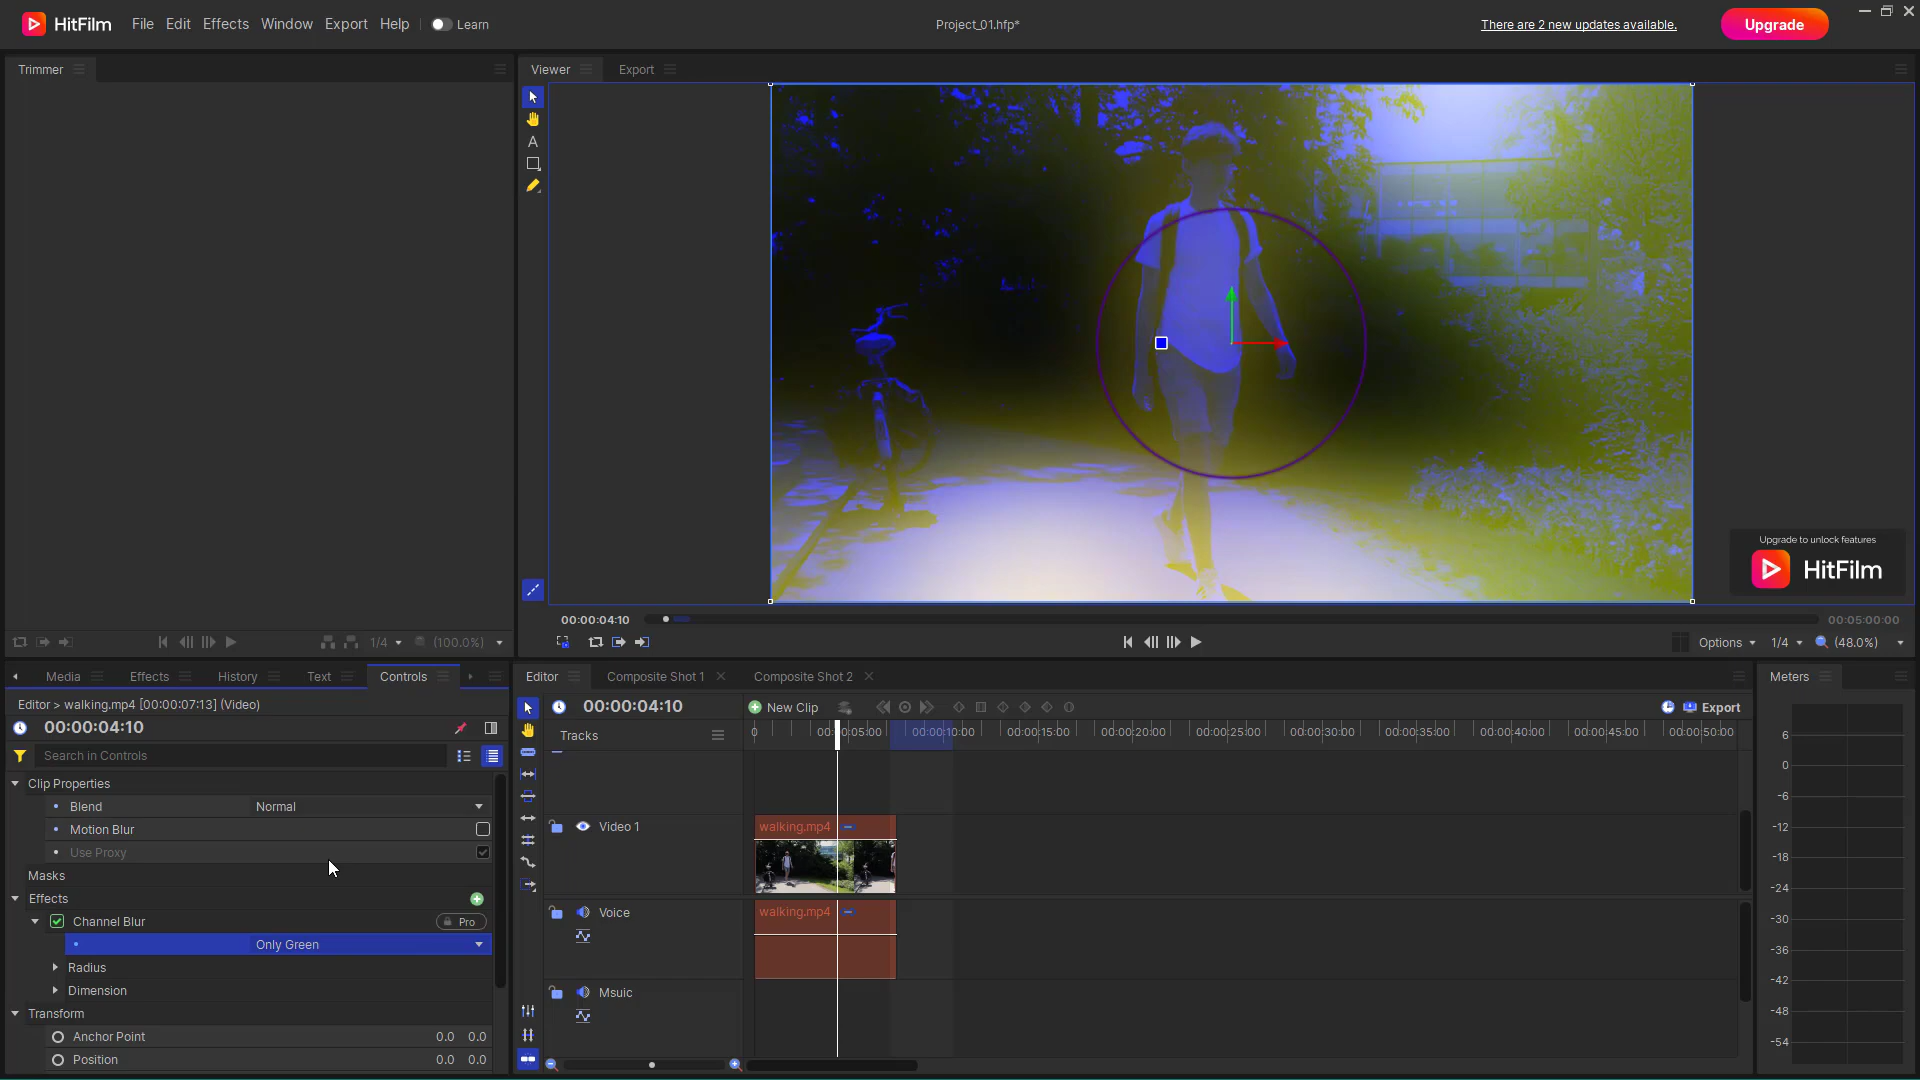 HitFilm
File
Edit
Effects
Window
Export
Help
Learn
Project_01.hfp*
There are 2 new updates available.
Upgrade
Trimmer
Viewer
Export
A
Upgrade to unlock features
HitFilm
00:00:04:10
00:05:00:00
1/4
(100.0%)
Options
1/4
(48.0%)
Media
Effects
History
Text
Controls
Editor > walking.mp4 [00:00:07:13] (Video)
00:00:04:10
Search in Controls
Clip Properties
Blend
Normal
Motion Blur
Use Proxy
Masks
Effects
Channel Blur
Pro
Only Green
Radius
Dimension
Transform
Anchor Point
0.0 0.0
Position
0.0 0.0
Editor
Composite Shot 1
Composite Shot 2
00:00:04:10
New Clip
Export
Tracks
0
00:00:05:00
00:00:10:00
00:00:15:00
00:00:20:00
00:00:25:00
00:00:30:00
00:00:35:00
00:00:40:00
00:00:45:00
00:00:50:00
Video 1
walking.mp4
Voice
walking.mp4
Msuic
Meters
6
0
-6
-12
-18
-24
-30
-36
-42
-48
-54